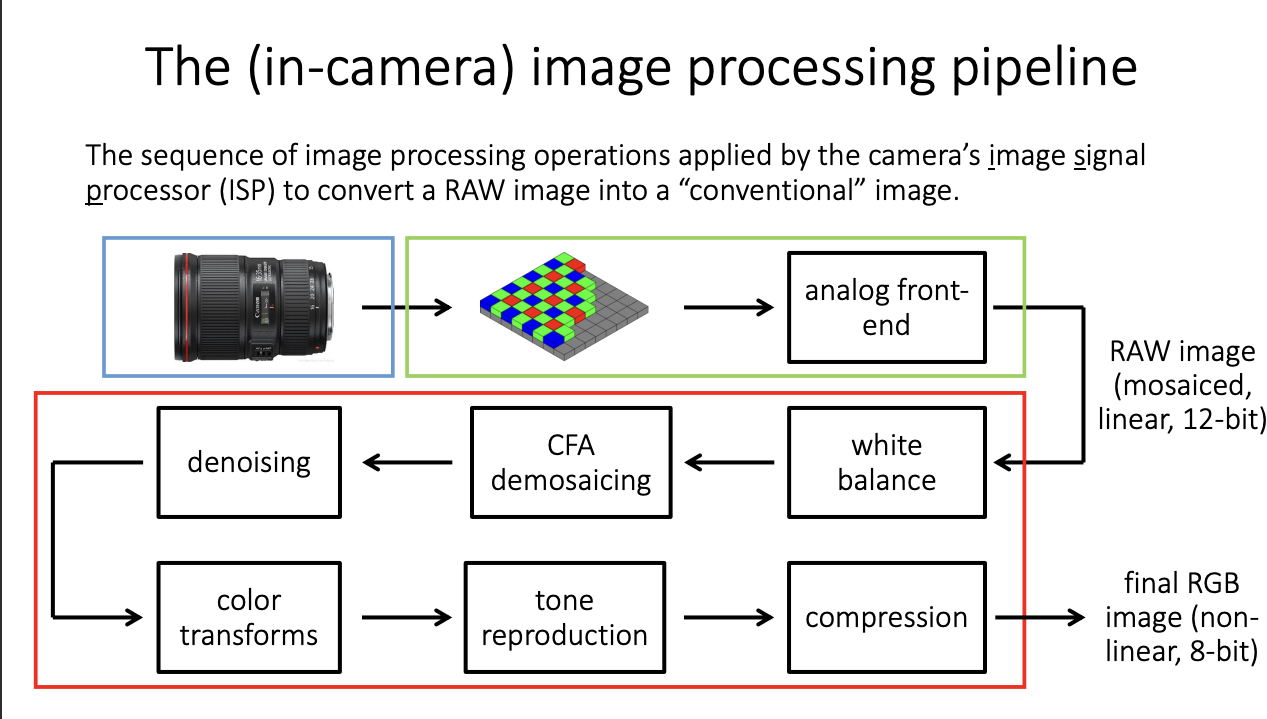 The (in-camera) image processing pipeline
The sequence of image processing operations applied by the camera’s image signal
processor (ISP) to convert a RAW image into a “conventional” image.
analog front-
end
RAW image
(mosaiced,
linear, 12-bit)
denoising
CFA
demosaicing
white
balance
color
transforms
tone
reproduction
compression
final RGB
image (non-
linear, 8-bit)